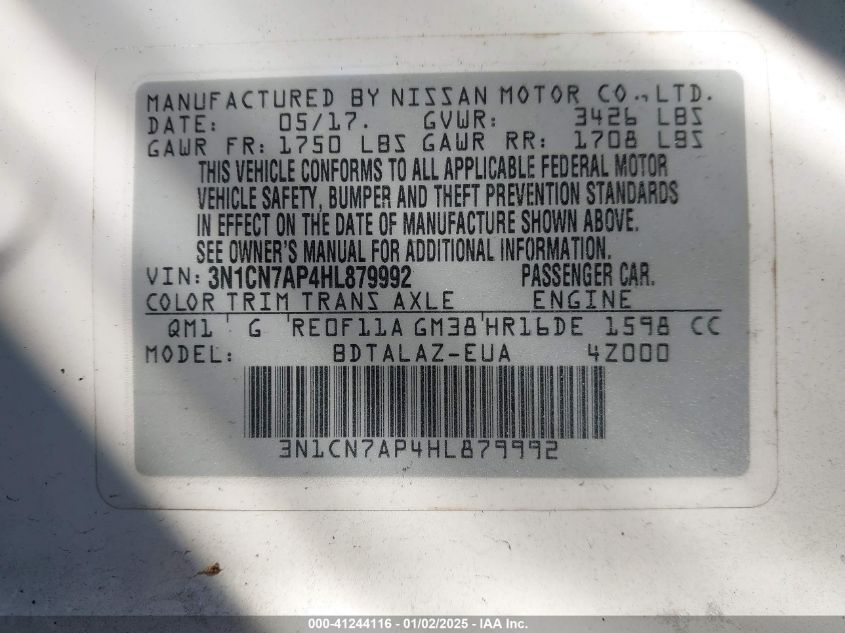 MANUFACTURED BY NISSAN MOTOR CO., LTD.
DATE: 05/17. GVWR: 3426 LBS
GAWR FR: 1750 LBS GAWR RR: 1708 LBS
THIS VEHICLE CONFORMS TO ALL APPLICABLE FEDERAL MOTOR
VEHICLE SAFETY, BUMPER AND THEFT PREVENTION STANDARDS
IN EFFECT ON THE DATE OF MANUFACTURE SHOWN ABOVE.
SEE OWNER'S MANUAL FOR ADDITIONAL INFORMATION.
VIN: 3N1CN7AP4HL879992 PASSENGER CAR.
COLOR TRIM TRANS AXLE ENGINE
QM1 G RE0F11A GM38 HR16DE 1598 CC
MODEL: BDTALAZ-EUA 4Z000
3N1CN7AP4HL879992
000-41244116 - 01/02/2025 - IAA Inc.